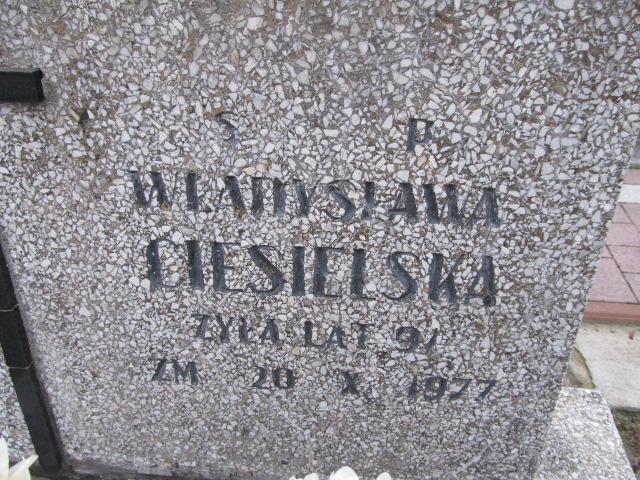 S P
WŁADYSŁAWA
CIESIELSKA
ŻYŁA LAT 91
ZM 20 X 1977